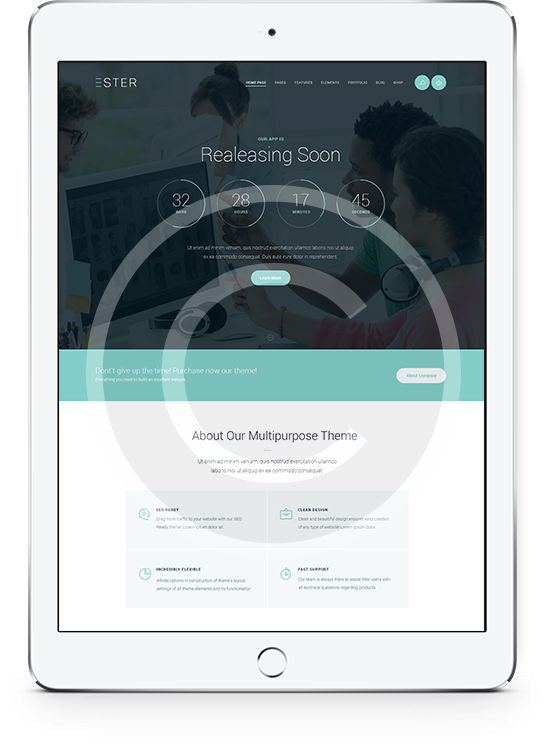 ESTER
HOME PAGE PAGES FEATURES ELEMENTS PORTFOLIO BLOG SHOP
OUR APP IS
Realeasing Soon
32 28 17 45
DAYS HOURS MINUTES SECONDS
Ut enim ad minim veniam, quis nostrud exercitation ullamco laboris nisi ut aliquip
ex ea commodo consequat. Duis aute irure dolor in reprehenderit.
Learn More
Dont't give up the time! Purchase now our theme!
Everything you need to build an excellent website
About Company
About Our Multipurpose Theme
Ut enim ad minim veniam, quis nostrud exercitation ullamco
laboris nisi ut aliquip ex ea commodo consequat.
SEO READY
Drag more traffic to your website with our SEO
Ready theme! Lorem ipsum dolor sit.
CLEAN DESIGN
Clean and beautiful design ensures easy creation
of any type of website! Lorem ipsum dolor.
INCREDIBLY FLEXIBLE
Infinite options in construction of theme's layout,
settings of all theme elements and its functionality!
FAST SUPPORT
Our team is always there to assist their users with
all technical questions regarding products.